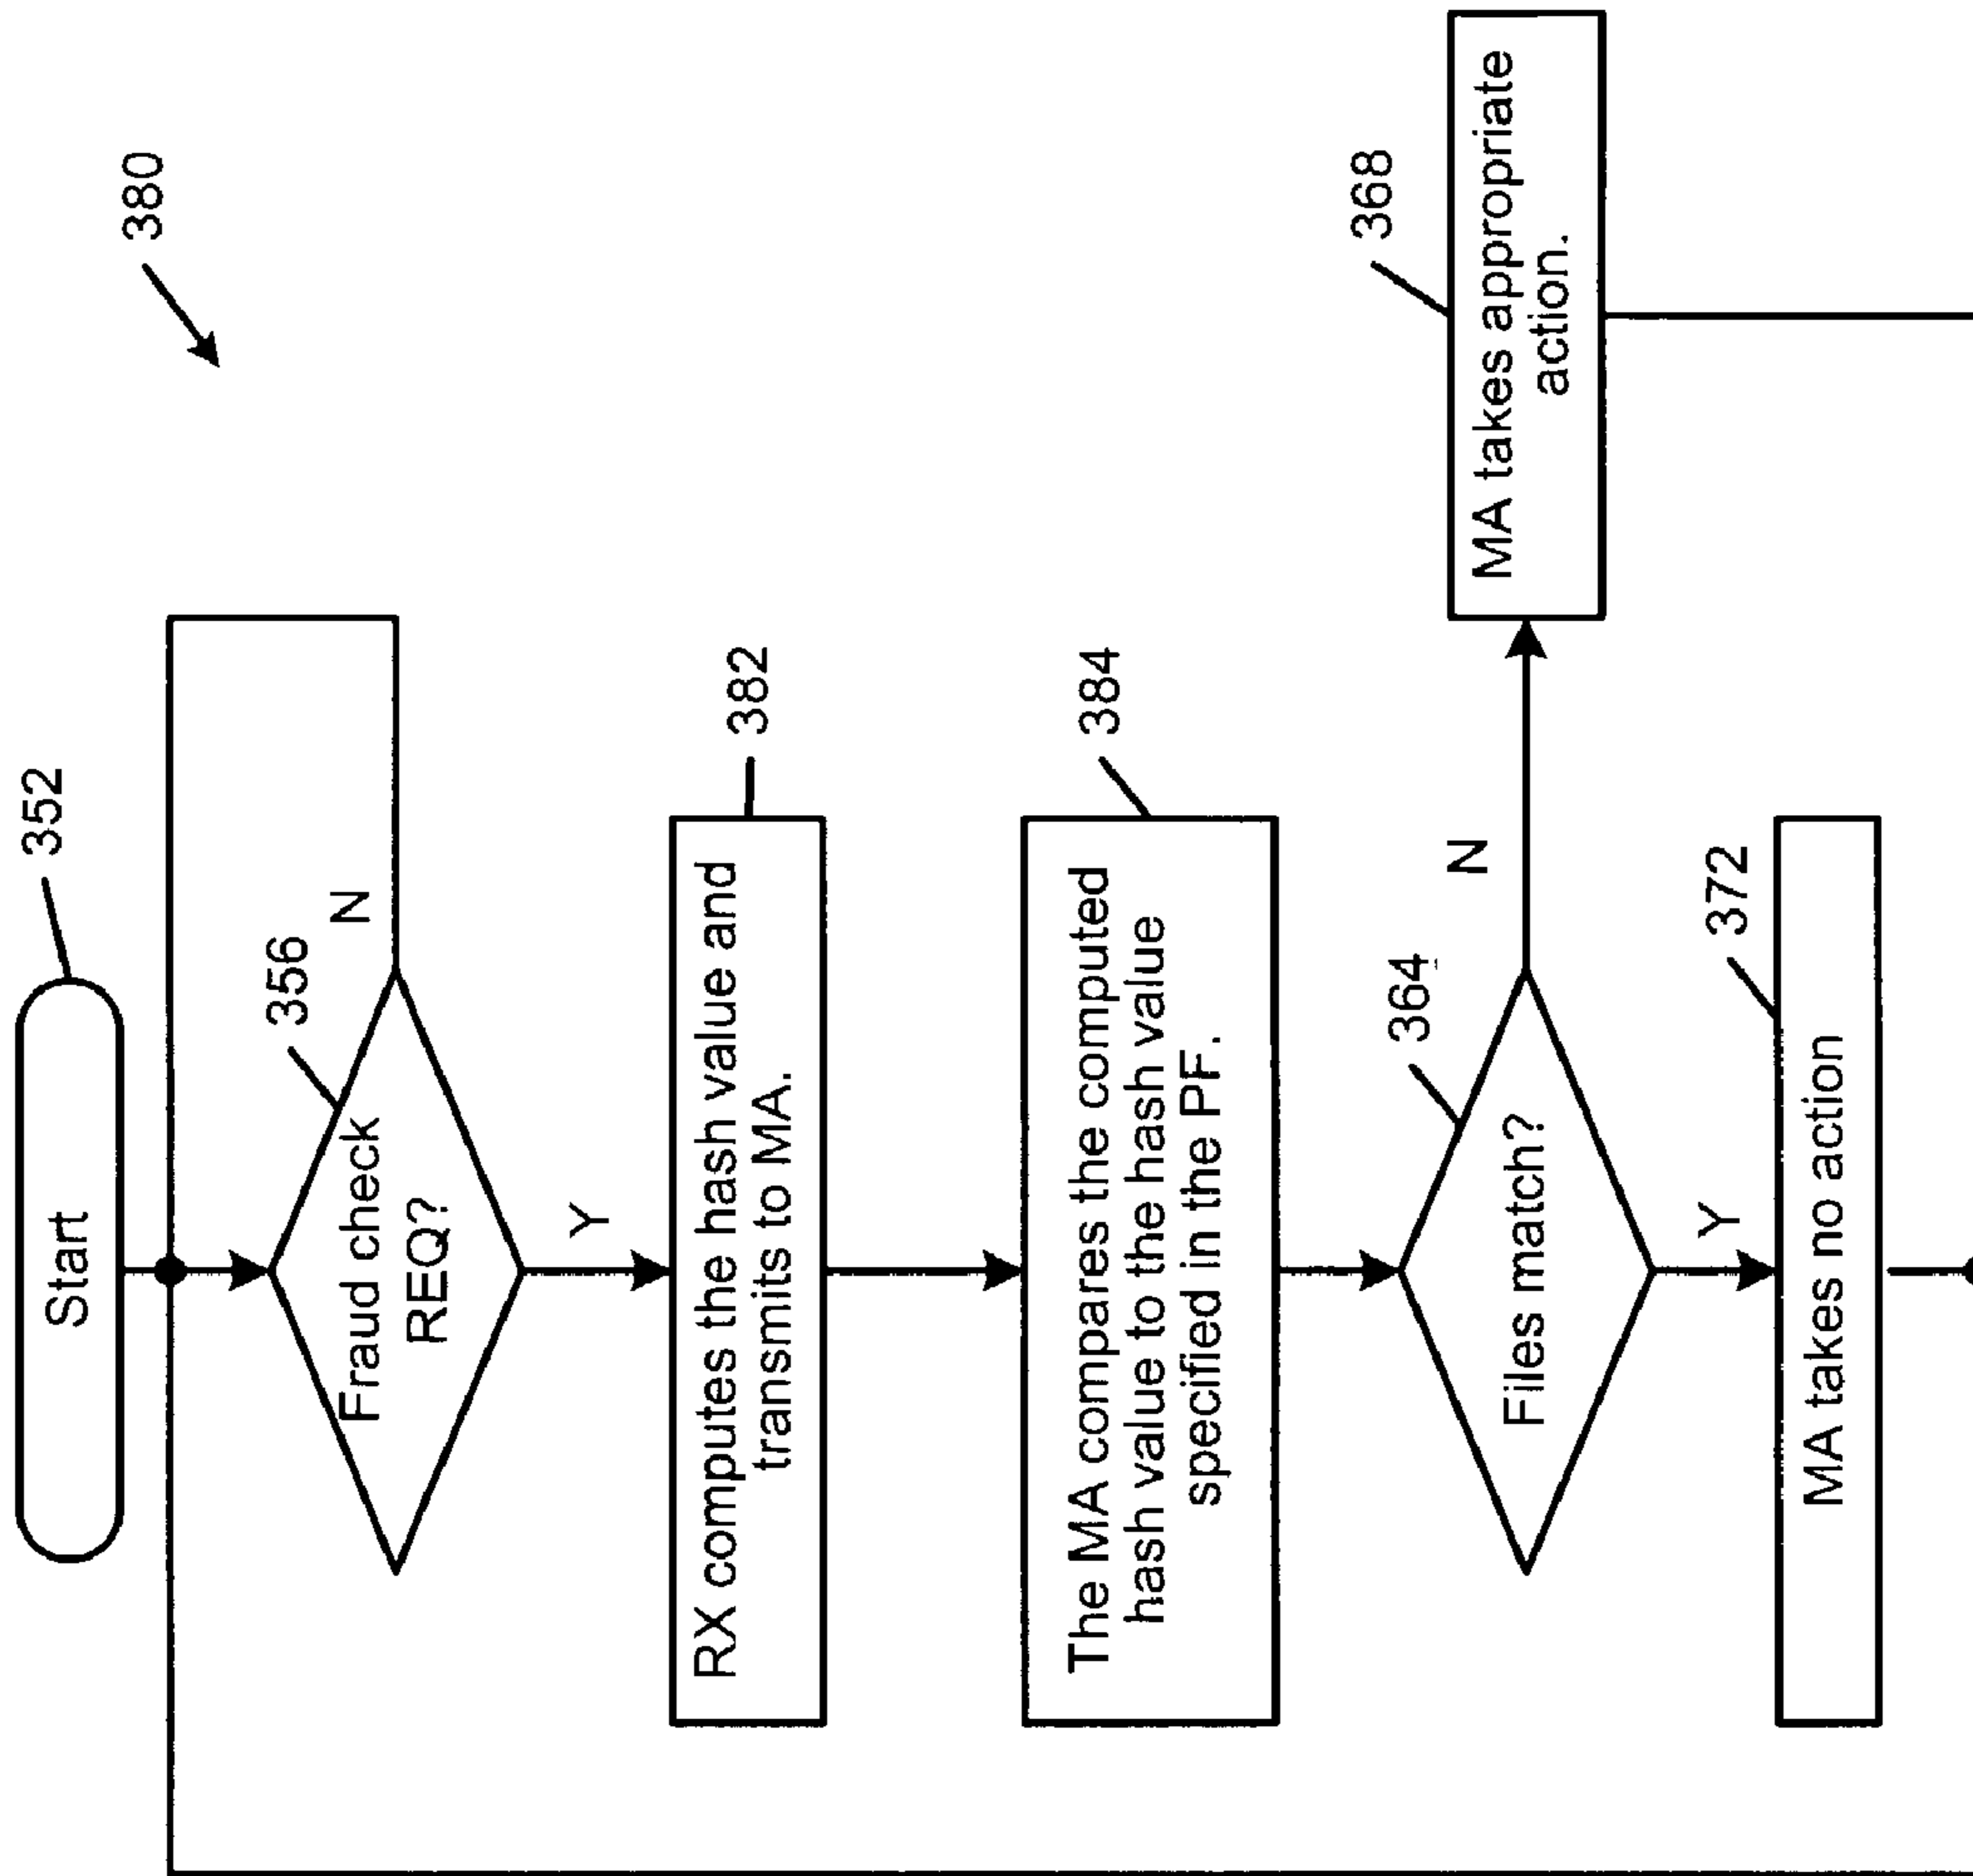 380
352
Start
356
Fraud check
REQ?
N
Y
382
RX computes the hash value and
transmits to MA.
384
The MA compares the computed
hash value to the hash value
specified in the PF.
364
Files match?
N
368
MA takes appropriate
action.
Y
372
MA takes no action